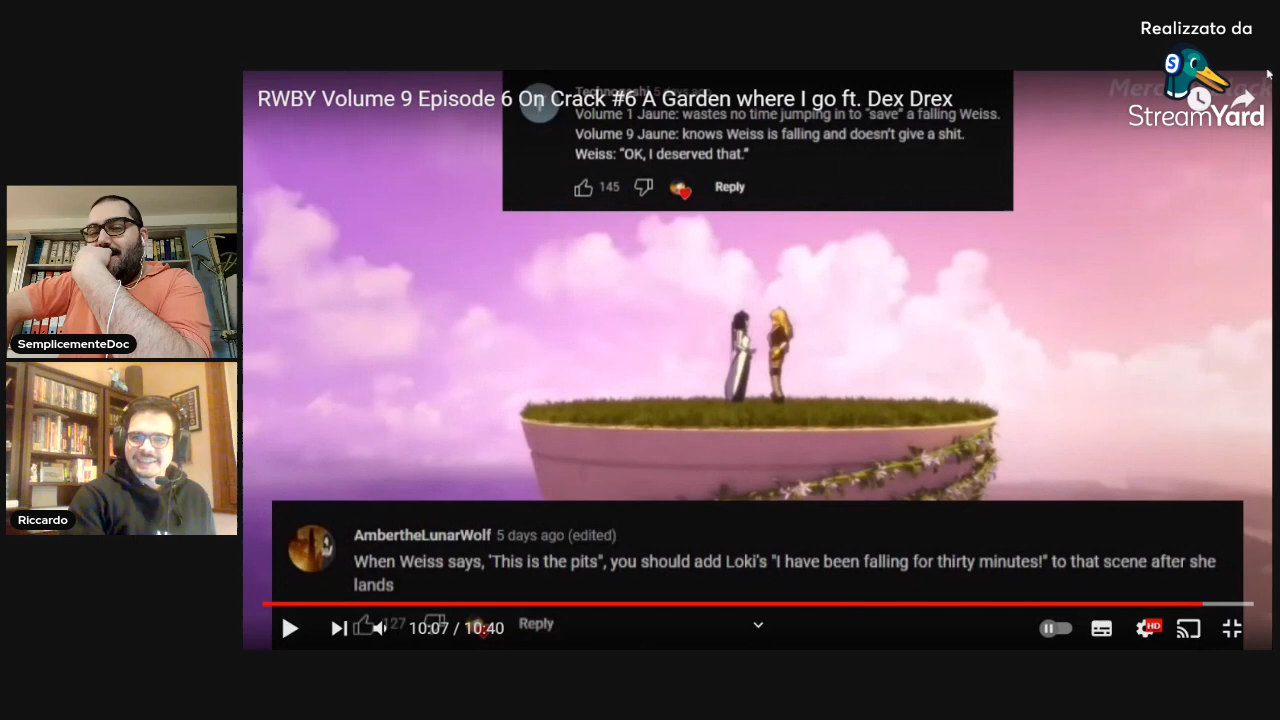 Realizzato da
StreamYard
RWBY Volume 9 Episode 6 On Crack #6 A Garden where I go ft. Dex Drex
Volume 1 Jaune: wastes no time jumping in to "save" a falling Weiss.
Volume 9 Jaune: knows Weiss is falling and doesn't give a shit.
Weiss: “OK, I deserved that.”
145
Reply
SemplicementeDoc
Riccardo
AmbertheLunarWolf 5 days ago (edited)
When Weiss says, 'This is the pits", you should add Loki's "I have been falling for thirty minutes!" to that scene after she
lands
127
Reply
10:07 / 10:40
HD